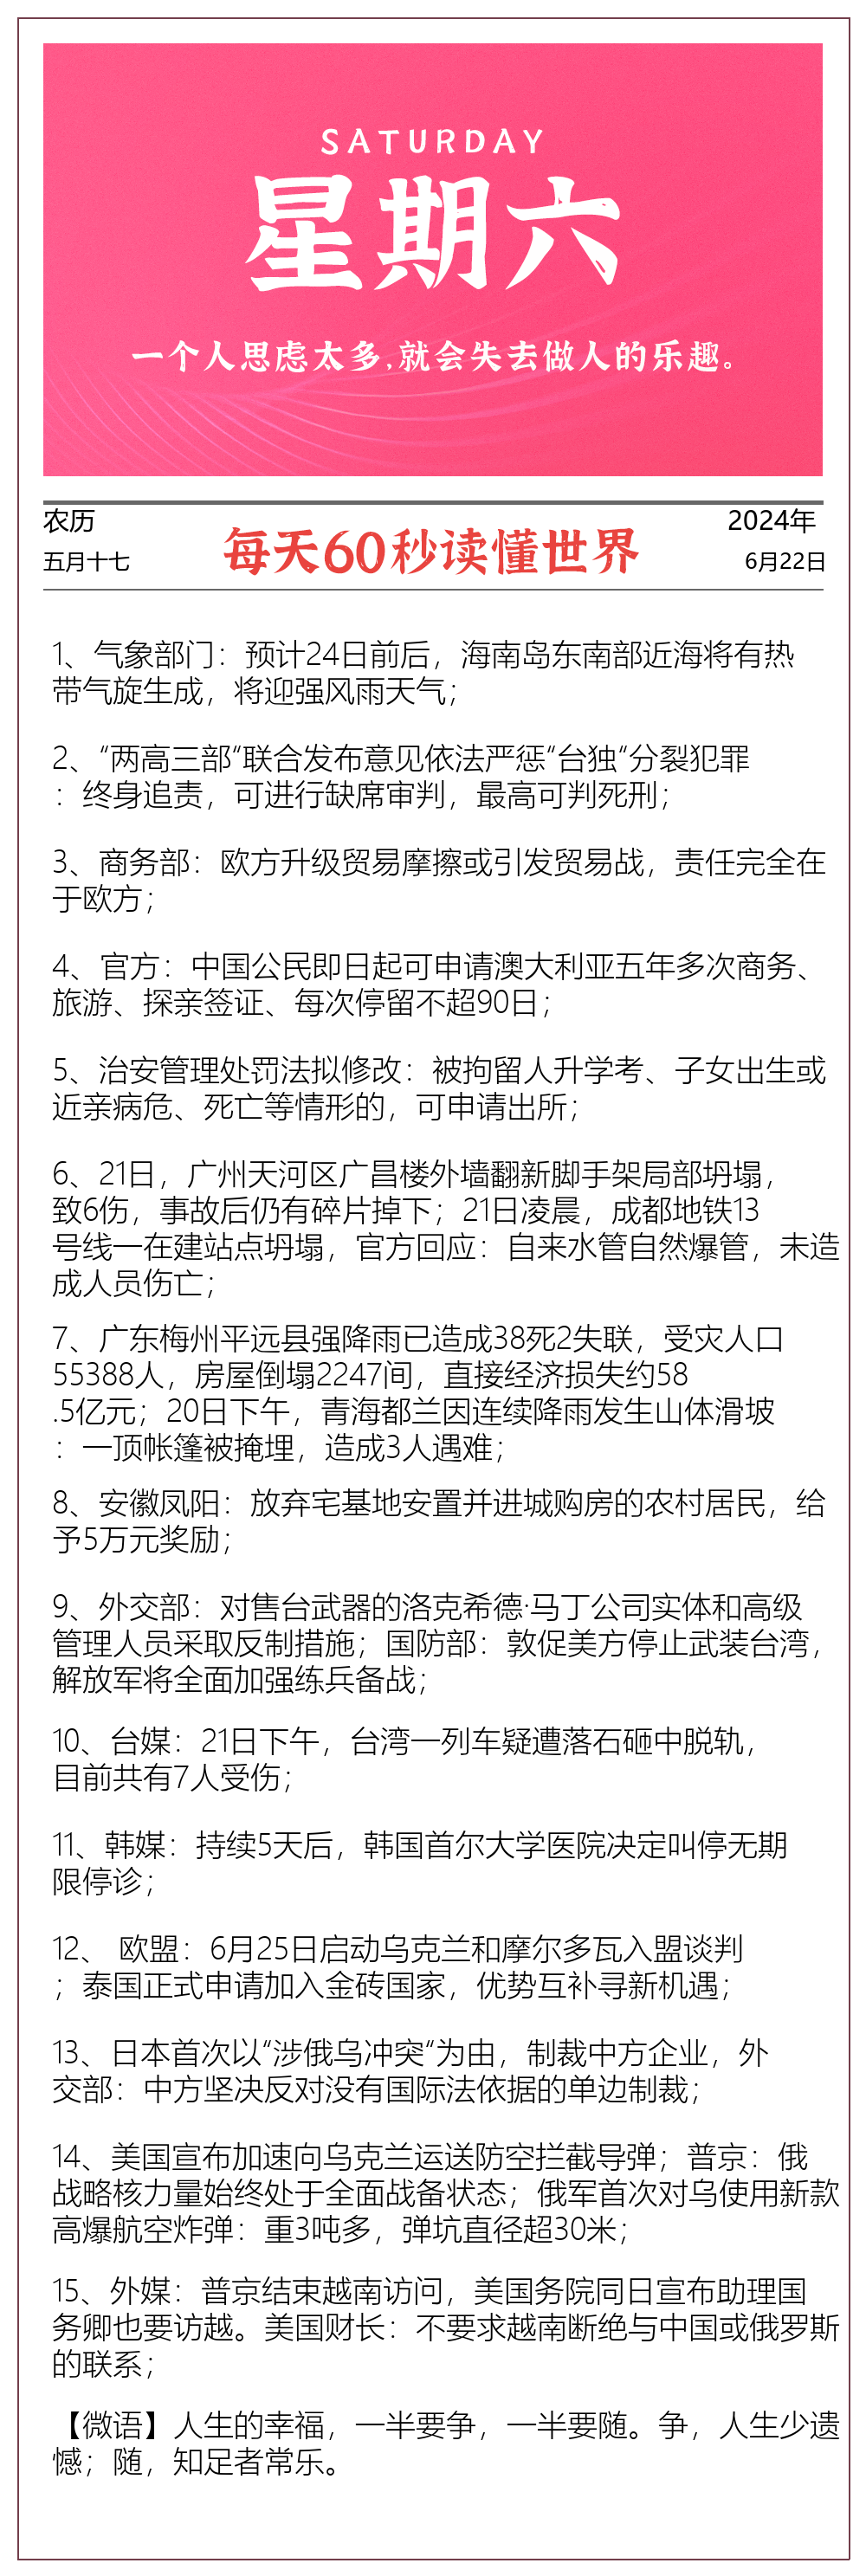 SATURDAY
星期六
一个人思虑太多,就会失去做人的乐趣。
农历
五月十七
每天60秒读懂世界
2024年
6月22日
1、气象部门：预计24日前后，海南岛东南部近海将有热
带气旋生成，将迎强风雨天气；
2、“两高三部“联合发布意见依法严惩“台独“分裂犯罪
：终身追责，可进行缺席审判，最高可判死刑；
3、商务部：欧方升级贸易摩擦或引发贸易战，责任完全在
于欧方；
4、官方：中国公民即日起可申请澳大利亚五年多次商务、
旅游、探亲签证、每次停留不超90日；
5、治安管理处罚法拟修改：被拘留人升学考、子女出生或
近亲病危、死亡等情形的，可申请出所；
6、21日，广州天河区广昌楼外墙翻新脚手架局部坍塌，
致6伤，事故后仍有碎片掉下；21日凌晨，成都地铁13
号线一在建站点坍塌，官方回应：自来水管自然爆管，未造
成人员伤亡；
7、广东梅州平远县强降雨已造成38死2失联，受灾人口
55388人，房屋倒塌2247间，直接经济损失约58
.5亿元；20日下午，青海都兰因连续降雨发生山体滑坡
：一顶帐篷被掩埋，造成3人遇难；
8、安徽凤阳：放弃宅基地安置并进城购房的农村居民，给
予5万元奖励；
9、外交部：对售台武器的洛克希德·马丁公司实体和高级
管理人员采取反制措施；国防部：敦促美方停止武装台湾，
解放军将全面加强练兵备战；
10、台媒：21日下午，台湾一列车疑遭落石砸中脱轨，
目前共有7人受伤；
11、韩媒：持续5天后，韩国首尔大学医院决定叫停无期
限停诊；
12、 欧盟：6月25日启动乌克兰和摩尔多瓦入盟谈判
；泰国正式申请加入金砖国家，优势互补寻新机遇；
13、日本首次以“涉俄乌冲突“为由，制裁中方企业，外
交部：中方坚决反对没有国际法依据的单边制裁；
14、美国宣布加速向乌克兰运送防空拦截导弹；普京：俄
战略核力量始终处于全面战备状态；俄军首次对乌使用新款
高爆航空炸弹：重3吨多，弹坑直径超30米；
15、外媒：普京结束越南访问，美国务院同日宣布助理国
务卿也要访越。美国财长：不要求越南断绝与中国或俄罗斯
的联系；
【微语】人生的幸福，一半要争，一半要随。争，人生少遗
憾；随，知足者常乐。